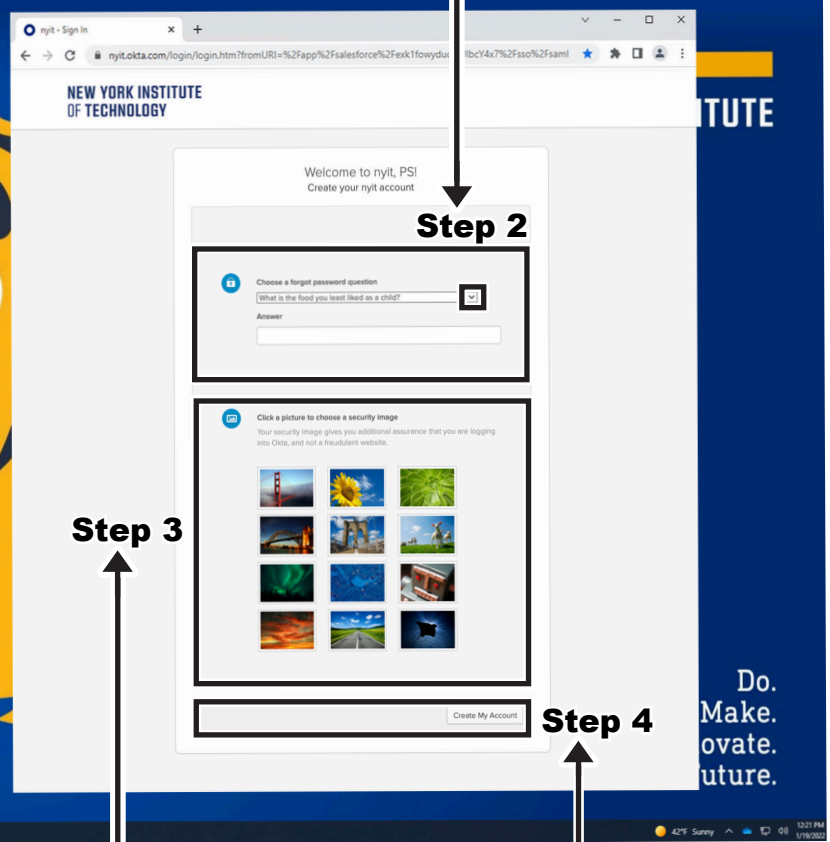 nyit - Sign In
nyit.okta.com/login/login.htm?fromURI=%2Fapp%2Fsalesforce%2Fexk1fowyduc lbcY4x7%2Fsso%2Fsaml
NEW YORK INSTITUTE
OF TECHNOLOGY
TUTE
Welcome to nyit, PS!
Create your nyit account
Step 2
Choose a forgot password question
What is the food you least liked as a child?
Answer
Click a picture to choose a security image
Your security image gives you additional assurance that you are logging
into Okta, and not a fraudulent website.
Step 3
Create My Account
Step 4
Do.
Make.
ovate.
uture.
42°F Sunny
12:21 PM
1/19/2022